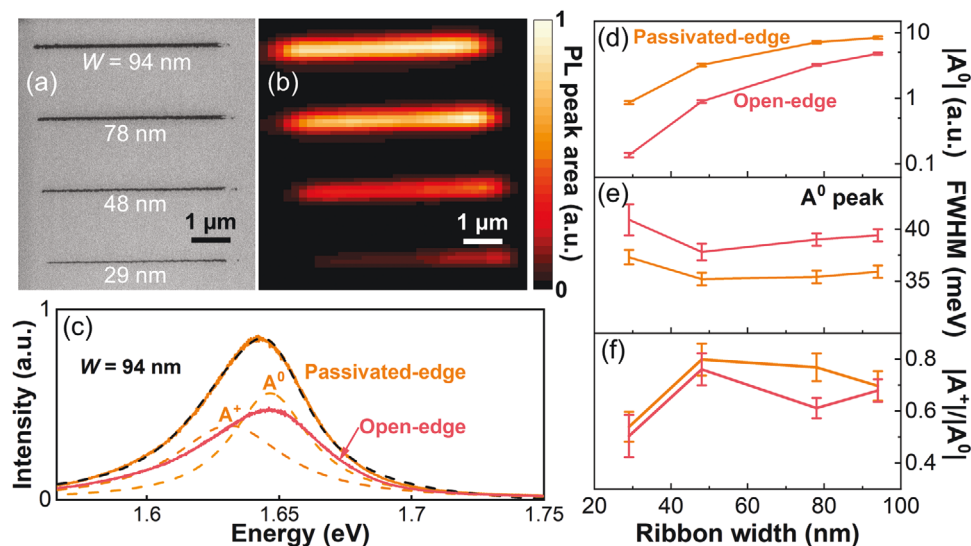 (a)
W = 94 nm
78 nm
48 nm
1 μm
29 nm
(b)
1 μm
1
PL peak area (a.u.)
0
(c)
W = 94 nm
Passivated-edge
A⁰
A⁺
Open-edge
1
0
Intensity (a.u.)
1.6
1.65
1.7
1.75
Energy (eV)
(d)
Passivated-edge
Open-edge
10
1
0.1
|A⁰| (a.u.)
(e)
A⁰ peak
40
35
FWHM (meV)
(f)
0.8
0.6
0.4
|A⁺|/|A⁰|
20
40
60
80
100
Ribbon width (nm)